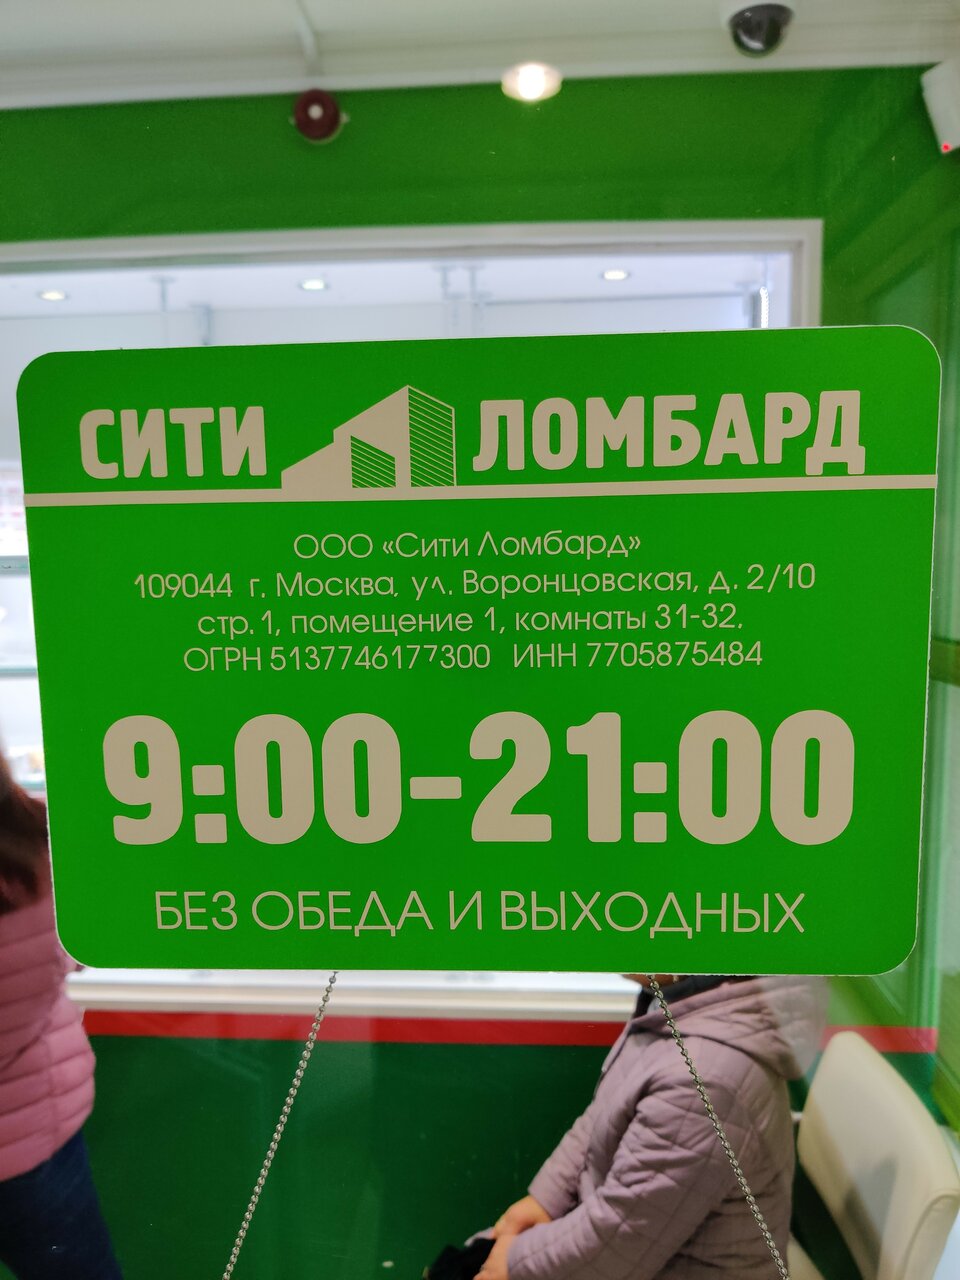 СИТИ ЛОМБАРД
ООО «Сити Ломбард»
109044 г. Москва, ул. Воронцовская, д. 2/10
стр. 1, помещение 1, комнаты 31-32.
ОГРН 5137746177300 ИНН 7705875484
9:00-21:00
БЕЗ ОБЕДА И ВЫХОДНЫХ